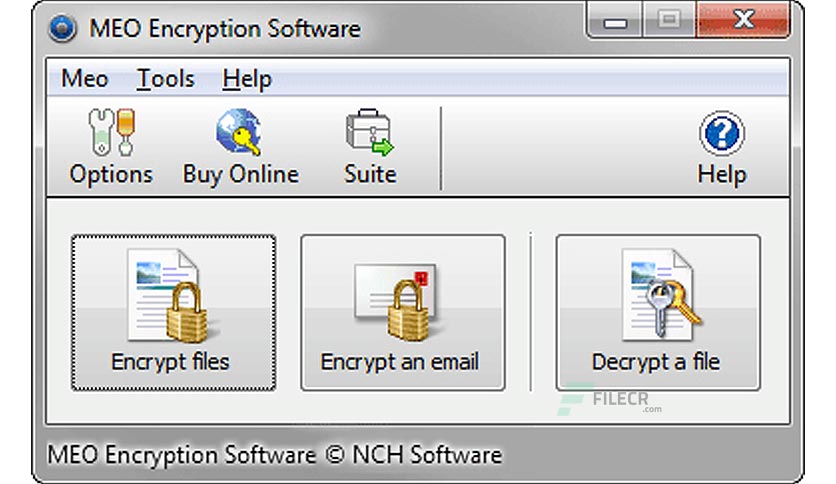 MEO Encryption Software
Meo Tools Help
Options Buy Online Suite Help
Encrypt files Encrypt an email Decrypt a file
FILECR
.com
MEO Encryption Software © NCH Software